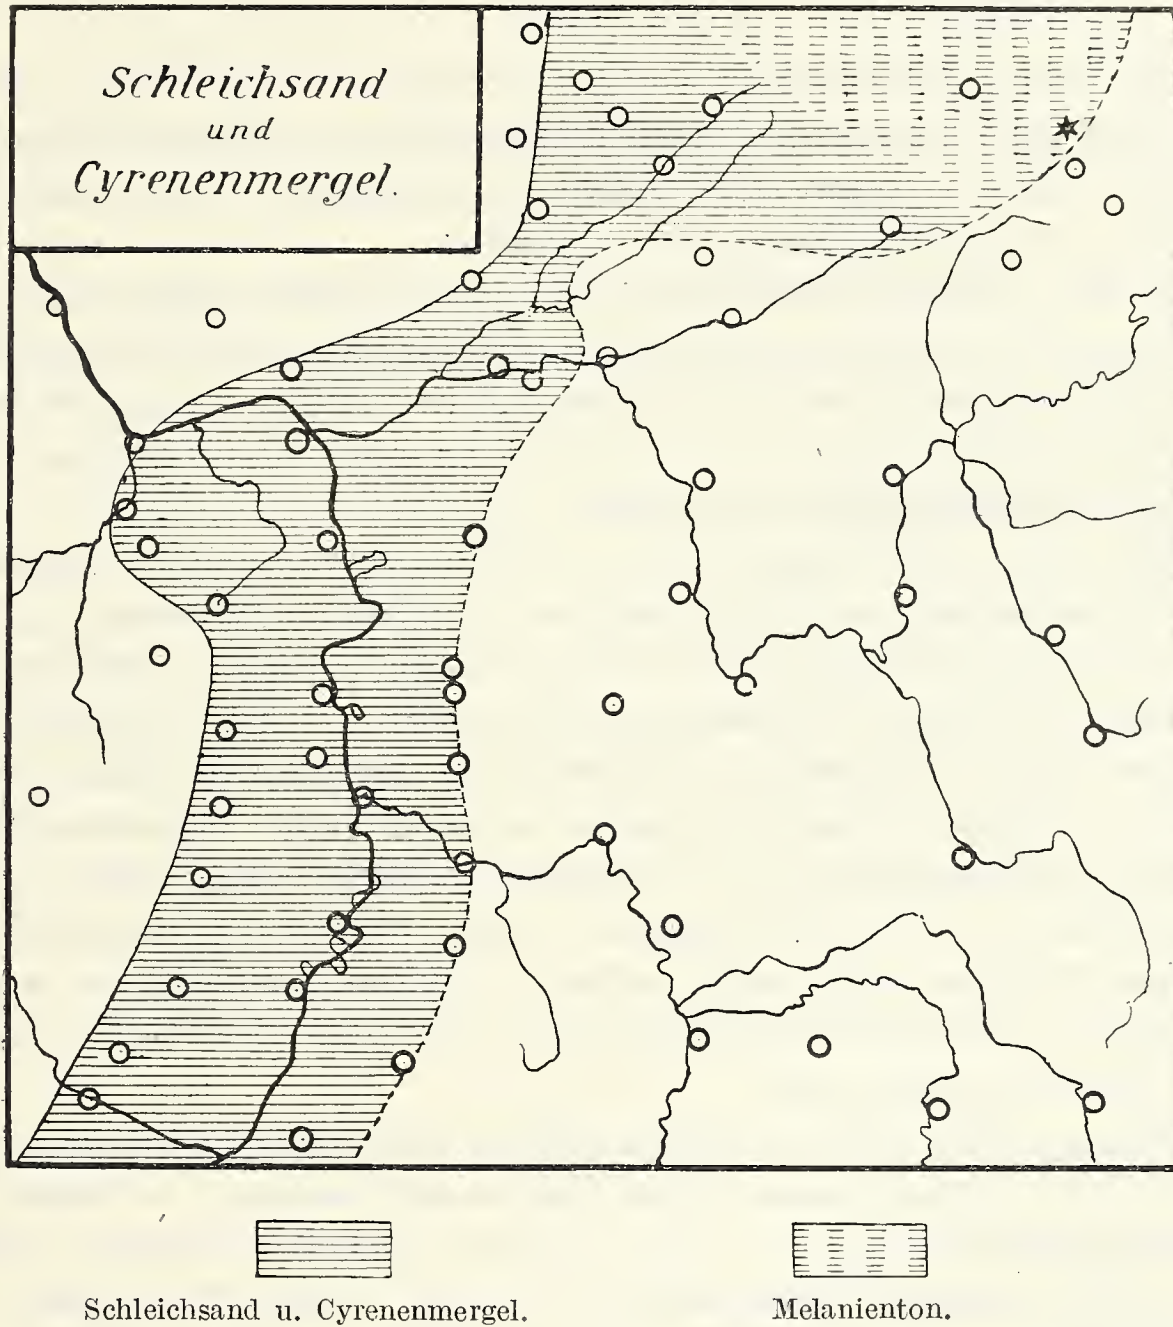 Schleichsand
und
Cyrenenmergel.
Schleichsand u. Cyrenenmergel.
Melanienton.